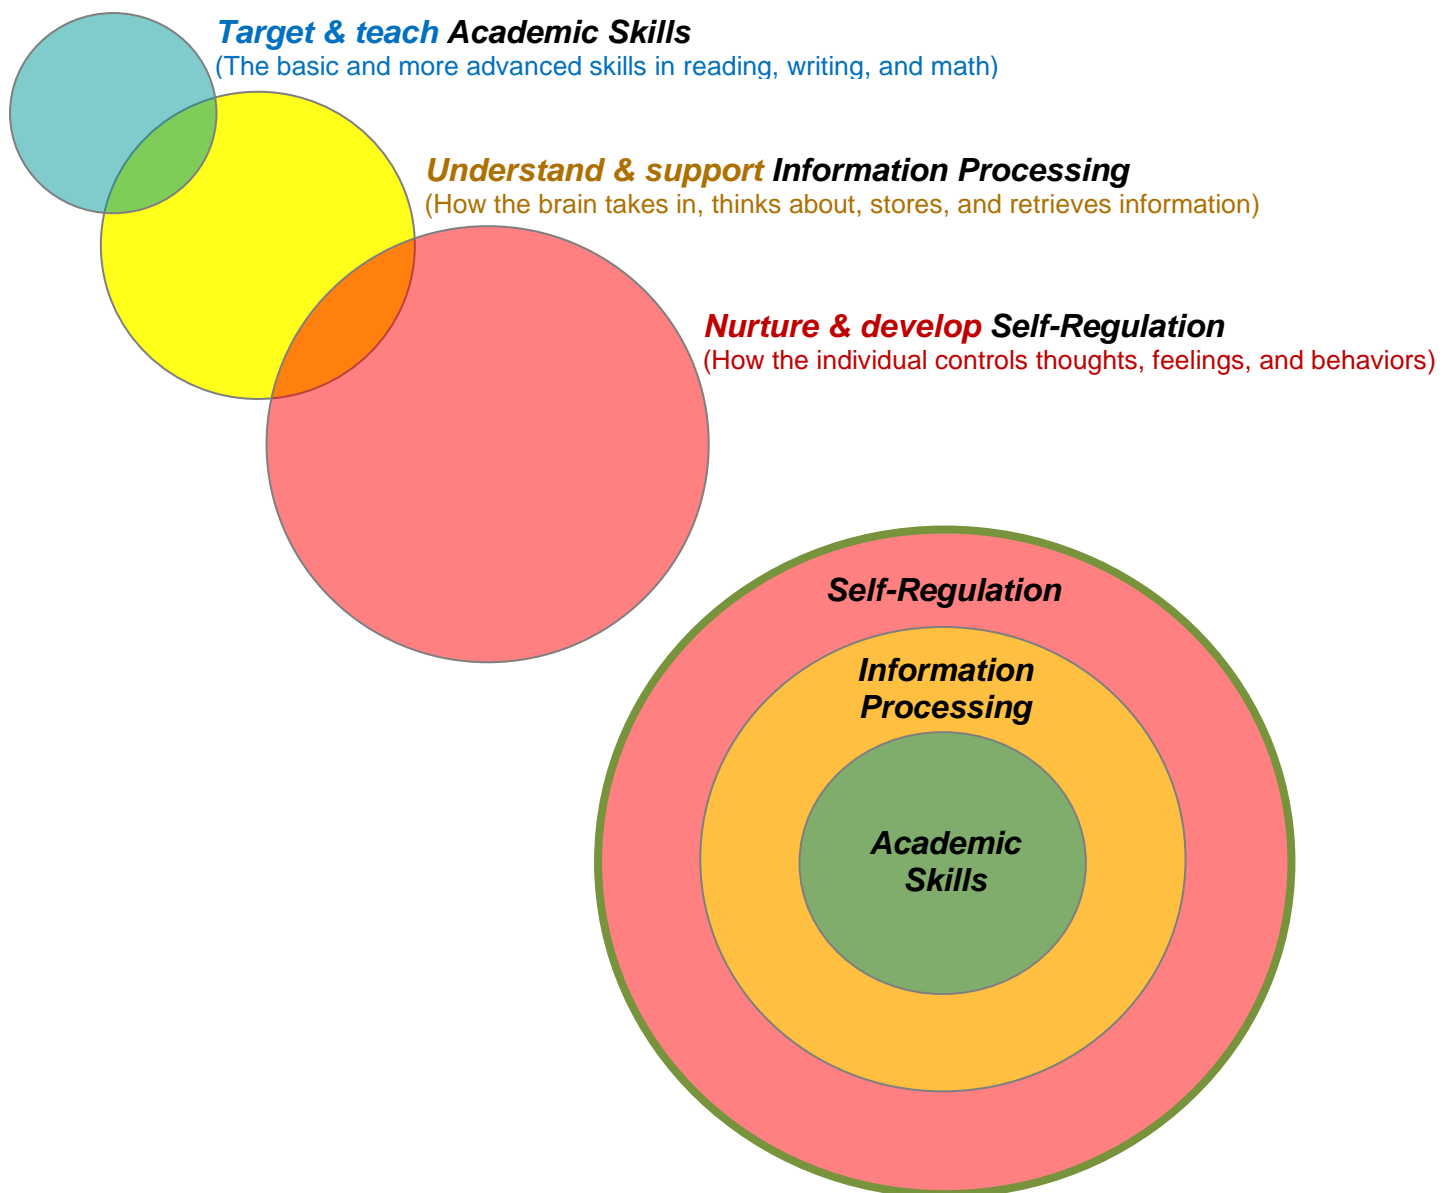 Target & teach Academic Skills
(The basic and more advanced skills in reading, writing, and math)
Understand & support Information Processing
(How the brain takes in, thinks about, stores, and retrieves information)
Nurture & develop Self-Regulation
(How the individual controls thoughts, feelings, and behaviors)
Self-Regulation
Information
Processing
Academic
Skills